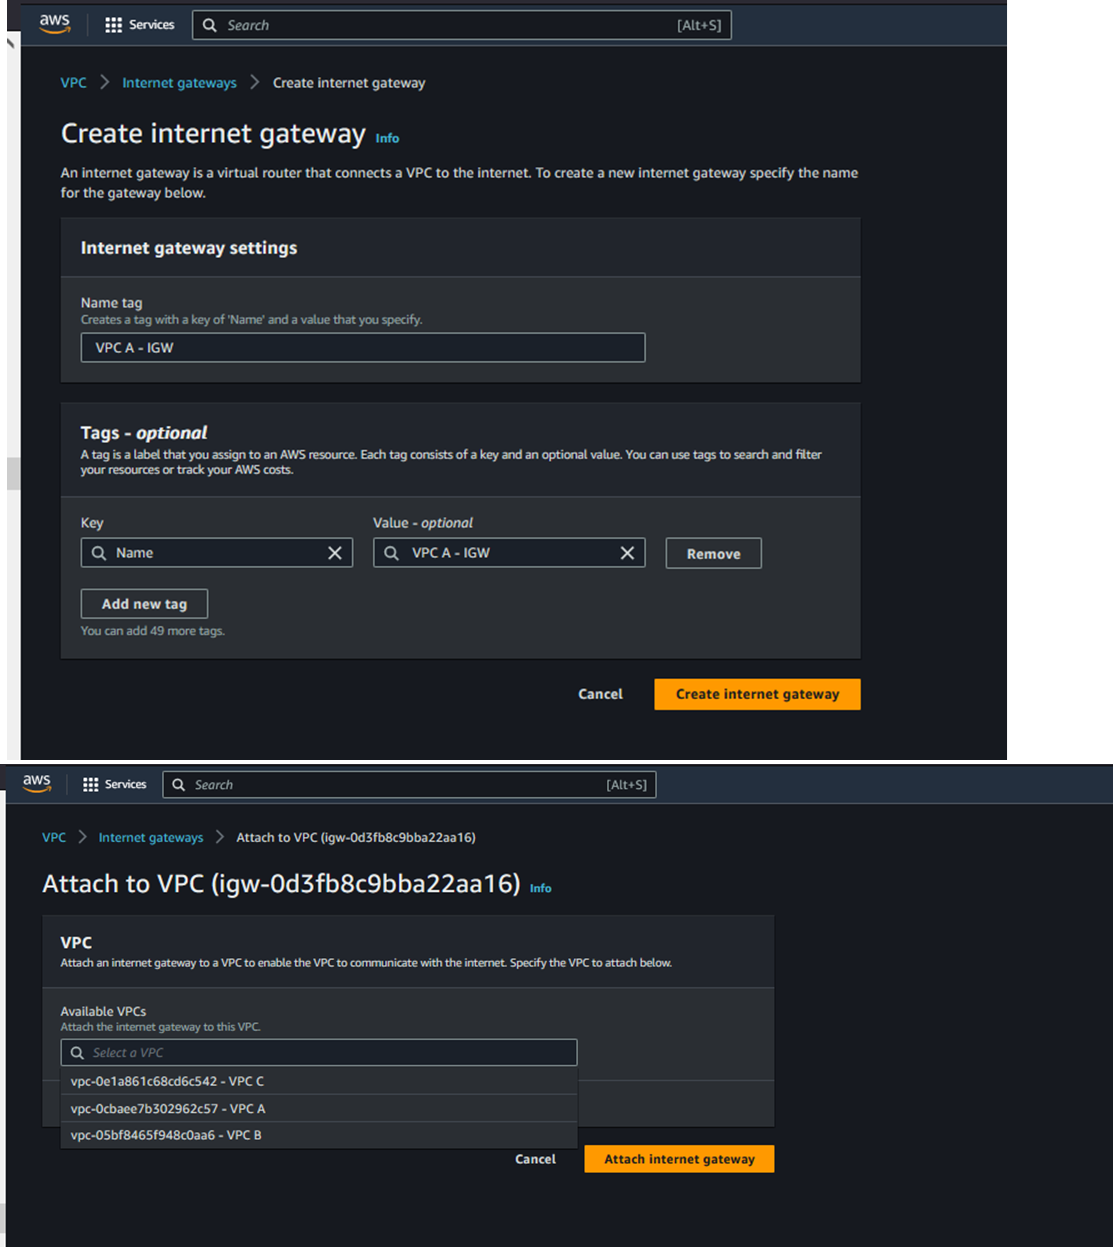 aws Services Search [Alt+S]
VPC > Internet gateways > Create internet gateway
Create internet gateway Info
An internet gateway is a virtual router that connects a VPC to the internet. To create a new internet gateway specify the name
for the gateway below.
Internet gateway settings
Name tag
Creates a tag with a key of 'Name' and a value that you specify.
VPC A - IGW
Tags - optional
A tag is a label that you assign to an AWS resource. Each tag consists of a key and an optional value. You can use tags to search and filter
your resources or track your AWS costs.
Key Value - optional
Name VPC A - IGW Remove
Add new tag
You can add 49 more tags.
Cancel Create internet gateway
aws Services Search [Alt+S]
VPC > Internet gateways > Attach to VPC (igw-0d3fb8c9bba22aa16)
Attach to VPC (igw-0d3fb8c9bba22aa16) Info
VPC
Attach an internet gateway to a VPC to enable the VPC to communicate with the internet. Specify the VPC to attach below.
Available VPCs
Attach the internet gateway to this VPC.
Select a VPC
vpc-0e1a861c68cd6c542 - VPC C
vpc-0cbaee7b302962c57 - VPC A
vpc-05bf8465f948c0aa6 - VPC B
Cancel Attach internet gateway